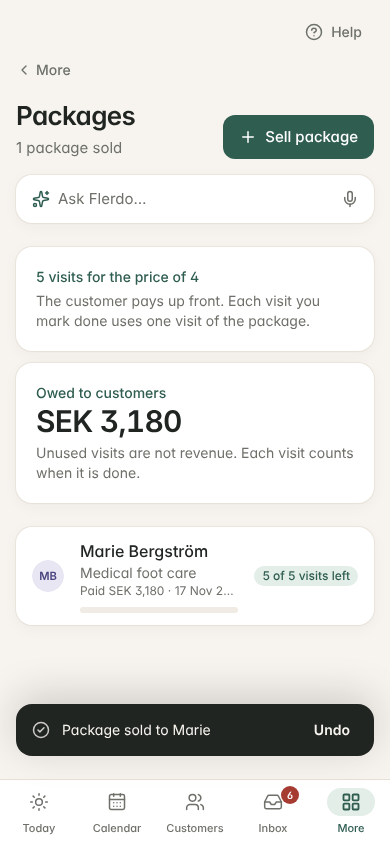 Help
More
Packages
1 package sold
Sell package
Ask Flerdo...
5 visits for the price of 4
The customer pays up front. Each visit you
mark done uses one visit of the package.
Owed to customers
SEK 3,180
Unused visits are not revenue. Each visit counts
when it is done.
MB
Marie Bergström
Medical foot care
Paid SEK 3,180 · 17 Nov 2...
5 of 5 visits left
Package sold to Marie
Undo
6
Today
Calendar
Customers
Inbox
More